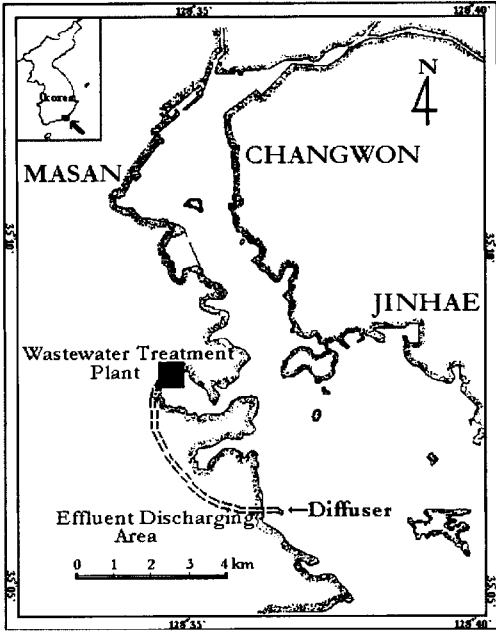 128.35' 128.40'
Korea
N
MASAN
CHANGWON
35.10' 35.10'
JINHAE
Wastewater Treatment
Plant
←Diffuser
Effluent Discharging
Area
0 1 2 3 4 km
35.05' 35.05'
128.35' 128.40'